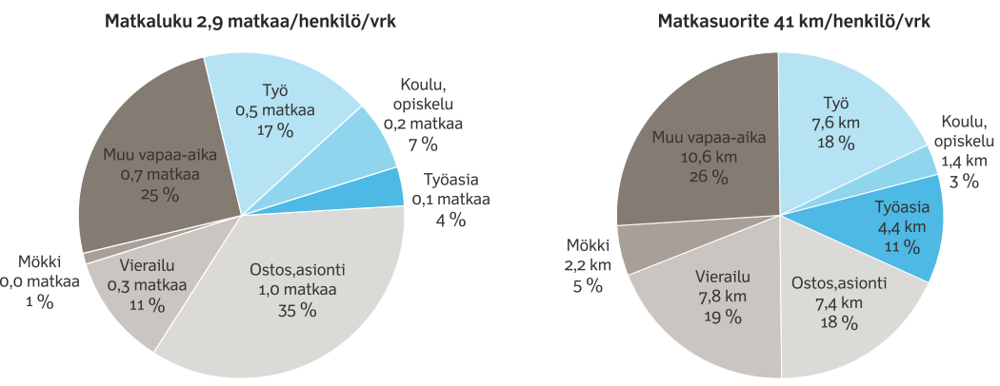 Matkaluku 2,9 matkaa/henkilö/vrk
Työ
0,5 matkaa
17 %
Koulu,
opiskelu
0,2 matkaa
7 %
Työasia
0,1 matkaa
4 %
Ostos,asionti
1,0 matkaa
35 %
Vierailu
0,3 matkaa
11 %
Mökki
0,0 matkaa
1 %
Muu vapaa-aika
0,7 matkaa
25 %
Matkasuorite 41 km/henkilö/vrk
Työ
7,6 km
18 %
Koulu,
opiskelu
1,4 km
3 %
Työasia
4,4 km
11 %
Ostos,asionti
7,4 km
18 %
Vierailu
7,8 km
19 %
Mökki
2,2 km
5 %
Muu vapaa-aika
10,6 km
26 %